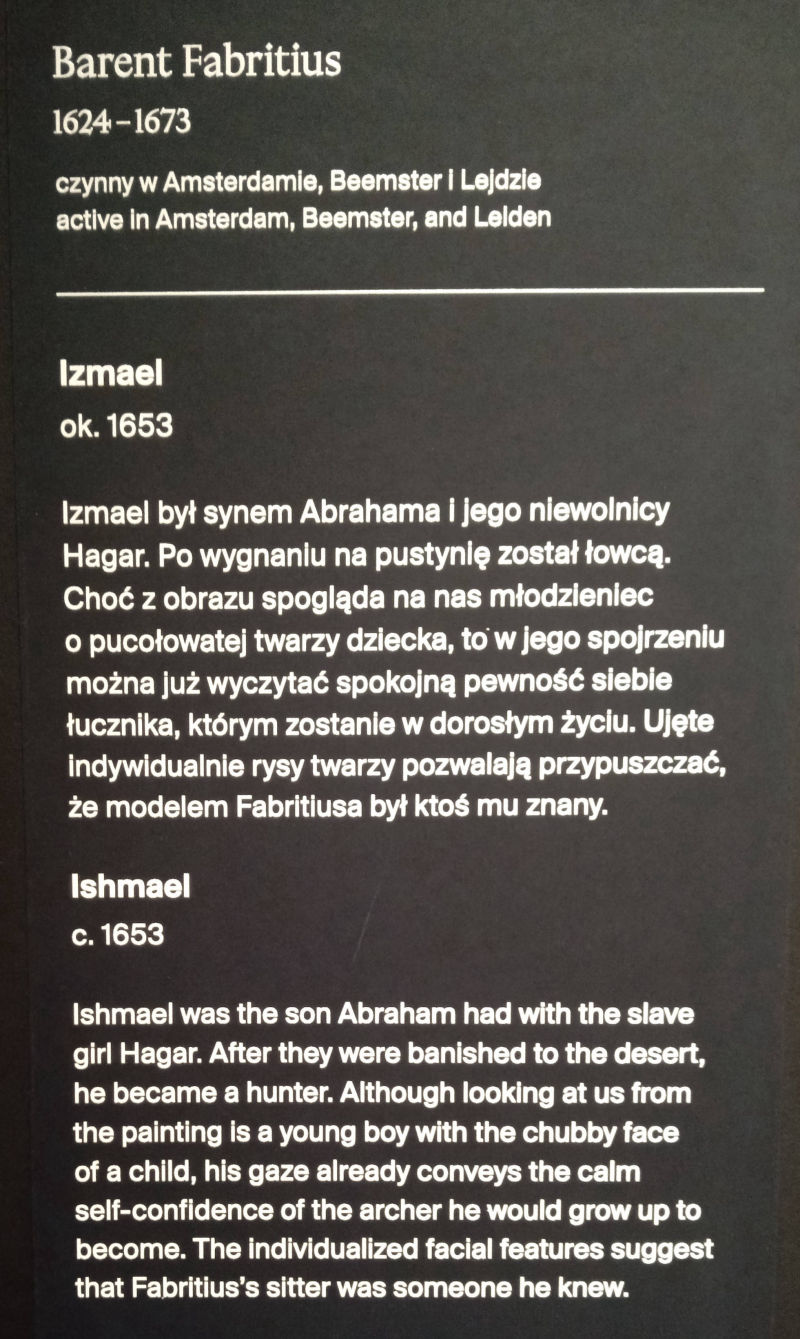 Barent Fabritius
1624–1673
czynny w Amsterdamie, Beemster i Lejdzie
active in Amsterdam, Beemster, and Leiden
Izmael
ok. 1653
Izmael był synem Abrahama i jego niewolnicy
Hagar. Po wygnaniu na pustynię został łowcą.
Choć z obrazu spogląda na nas młodzieniec
o pucołowatej twarzy dziecka, to w jego spojrzeniu
można już wyczytać spokojną pewność siebie
łucznika, którym zostanie w dorosłym życiu. Ujęte
indywidualnie rysy twarzy pozwalają przypuszczać,
że modelem Fabritiusa był ktoś mu znany.
Ishmael
c. 1653
Ishmael was the son Abraham had with the slave
girl Hagar. After they were banished to the desert,
he became a hunter. Although looking at us from
the painting is a young boy with the chubby face
of a child, his gaze already conveys the calm
self-confidence of the archer he would grow up to
become. The individualized facial features suggest
that Fabritius’s sitter was someone he knew.